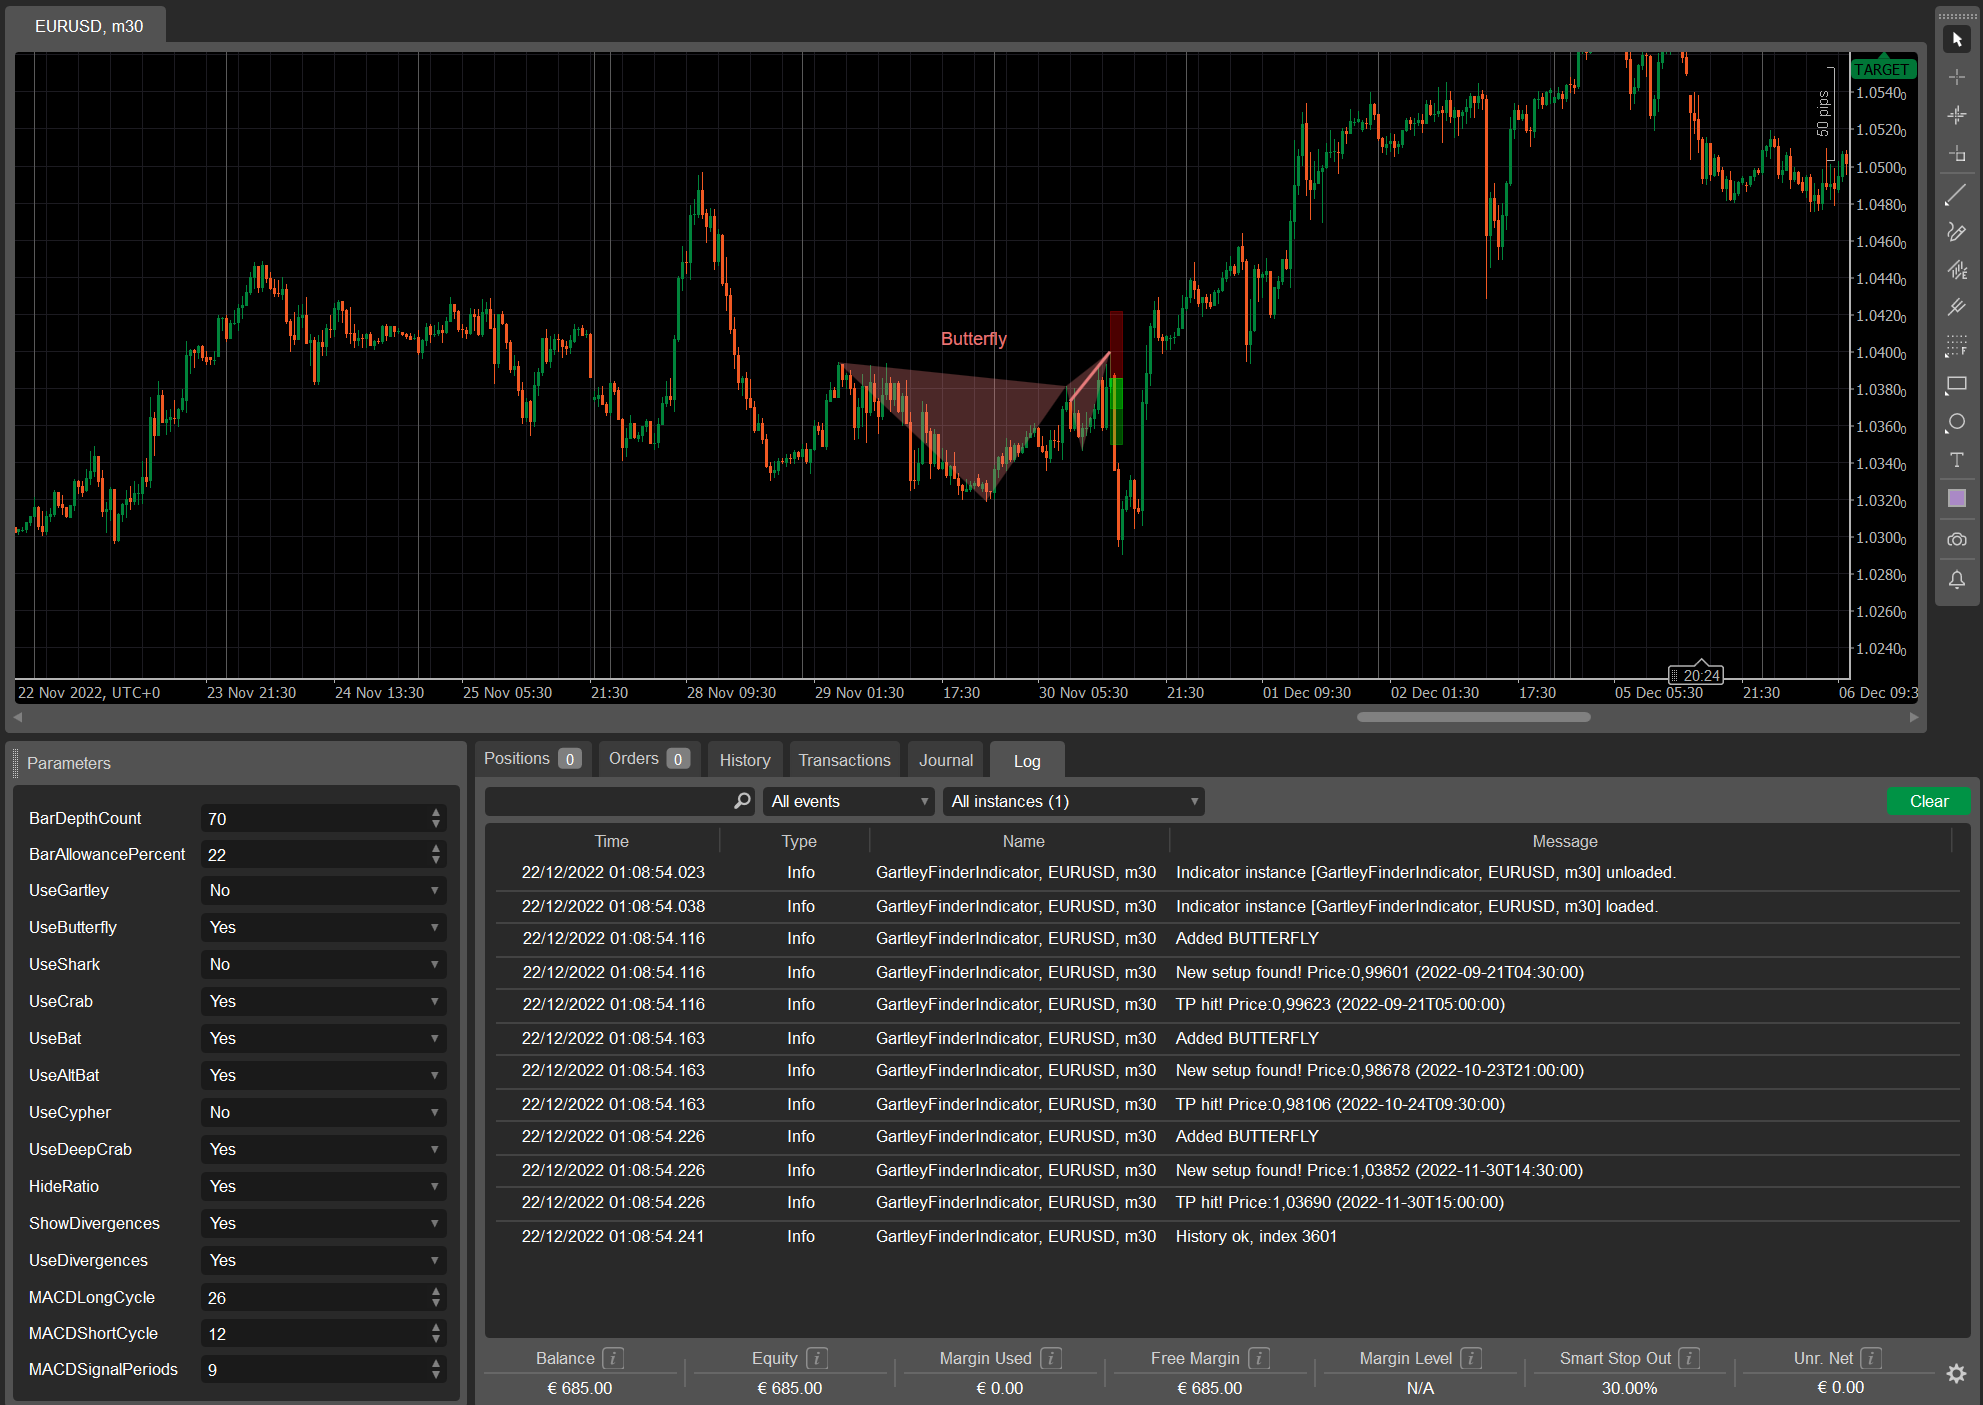 EURUSD, m30
TARGET
50 pips
1.05400
1.05200
1.05000
1.04800
1.04600
1.04400
1.04200
1.04000
1.03800
1.03600
1.03400
1.03200
1.03000
1.02800
1.02600
1.02400
Butterfly
20:24
22 Nov 2022, UTC+0 23 Nov 21:30 24 Nov 13:30 25 Nov 05:30 21:30 28 Nov 09:30 29 Nov 01:30 17:30 30 Nov 05:30 21:30 01 Dec 09:30 02 Dec 01:30 17:30 05 Dec 05:30 21:30 06 Dec 09:3
Parameters
BarDepthCount 70
BarAllowancePercent 22
UseGartley No
UseButterfly Yes
UseShark No
UseCrab Yes
UseBat Yes
UseAltBat Yes
UseCypher No
UseDeepCrab Yes
HideRatio Yes
ShowDivergences Yes
UseDivergences Yes
MACDLongCycle 26
MACDShortCycle 12
MACDSignalPeriods 9
Positions 0 Orders 0 History Transactions Journal Log
All events All instances (1) Clear
Time Type Name Message
22/12/2022 01:08:54.023 Info GartleyFinderIndicator, EURUSD, m30 Indicator instance [GartleyFinderIndicator, EURUSD, m30] unloaded.
22/12/2022 01:08:54.038 Info GartleyFinderIndicator, EURUSD, m30 Indicator instance [GartleyFinderIndicator, EURUSD, m30] loaded.
22/12/2022 01:08:54.116 Info GartleyFinderIndicator, EURUSD, m30 Added BUTTERFLY
22/12/2022 01:08:54.116 Info GartleyFinderIndicator, EURUSD, m30 New setup found! Price:0,99601 (2022-09-21T04:30:00)
22/12/2022 01:08:54.116 Info GartleyFinderIndicator, EURUSD, m30 TP hit! Price:0,99623 (2022-09-21T05:00:00)
22/12/2022 01:08:54.163 Info GartleyFinderIndicator, EURUSD, m30 Added BUTTERFLY
22/12/2022 01:08:54.163 Info GartleyFinderIndicator, EURUSD, m30 New setup found! Price:0,98678 (2022-10-23T21:00:00)
22/12/2022 01:08:54.163 Info GartleyFinderIndicator, EURUSD, m30 TP hit! Price:0,98106 (2022-10-24T09:30:00)
22/12/2022 01:08:54.226 Info GartleyFinderIndicator, EURUSD, m30 Added BUTTERFLY
22/12/2022 01:08:54.226 Info GartleyFinderIndicator, EURUSD, m30 New setup found! Price:1,03852 (2022-11-30T14:30:00)
22/12/2022 01:08:54.226 Info GartleyFinderIndicator, EURUSD, m30 TP hit! Price:1,03690 (2022-11-30T15:00:00)
22/12/2022 01:08:54.241 Info GartleyFinderIndicator, EURUSD, m30 History ok, index 3601
Balance i Equity i Margin Used i Free Margin i Margin Level i Smart Stop Out i Unr. Net i
€ 685.00 € 685.00 € 0.00 € 685.00 N/A 30.00% € 0.00